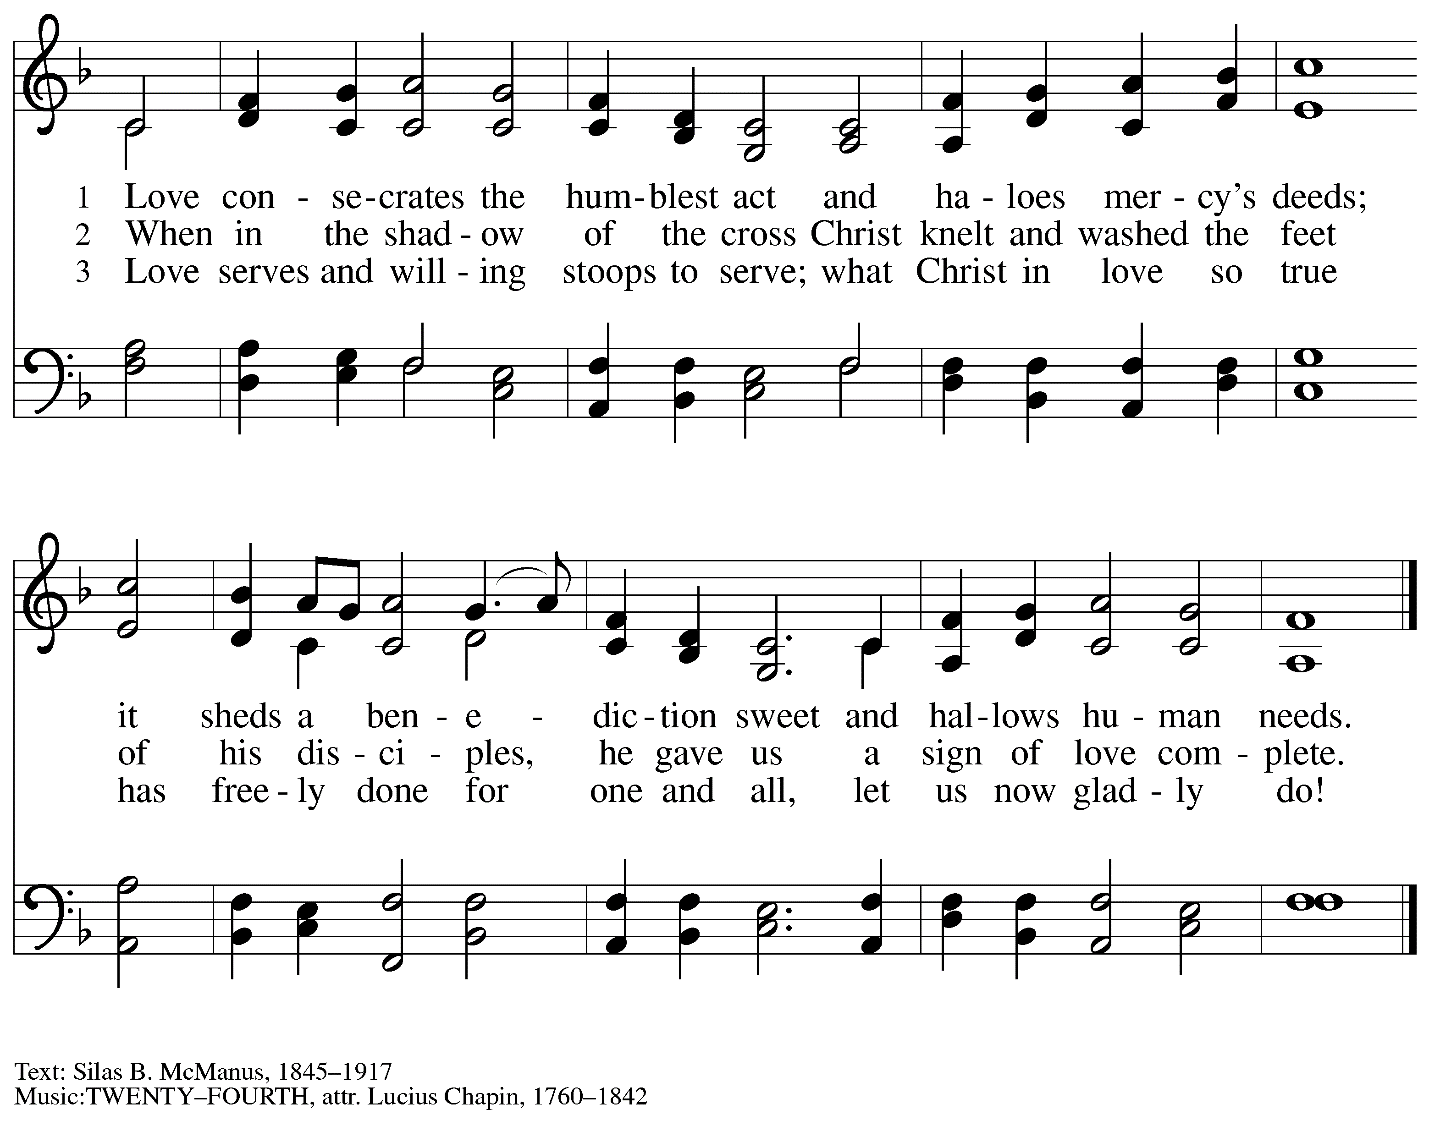 1 Love con - se-crates the hum-blest act and ha - loes mer - cy's deeds;
2 When in the shad - ow of the cross Christ knelt and washed the feet
3 Love serves and will - ing stoops to serve; what Christ in love so true
it sheds a ben - e - dic-tion sweet and hal-lows hu - man needs.
of his dis - ci - ples, he gave us a sign of love com - plete.
has free - ly done for one and all, let us now glad - ly do!
Text: Silas B. McManus, 1845–1917
Music:TWENTY–FOURTH, attr. Lucius Chapin, 1760–1842